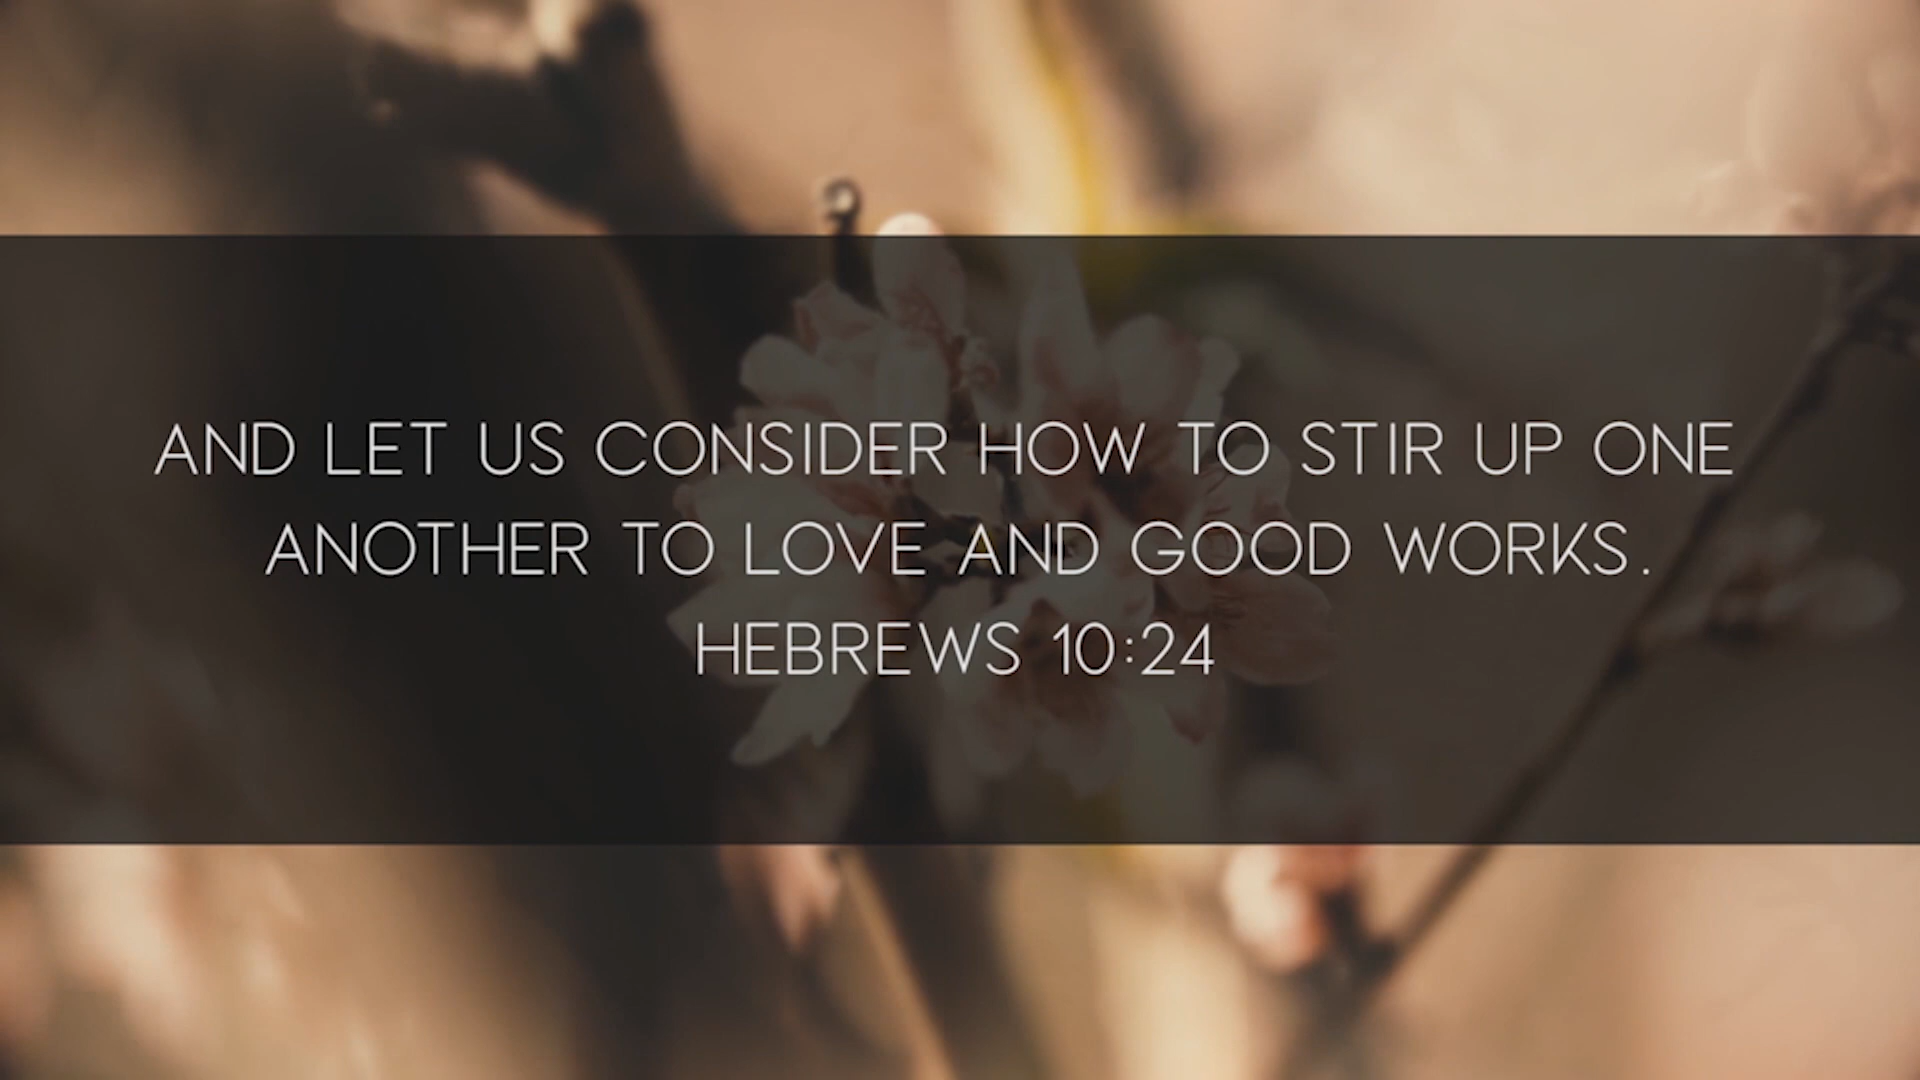 AND LET US CONSIDER HOW TO STIR UP ONE
ANOTHER TO LOVE AND GOOD WORKS.
HEBREWS 10:24